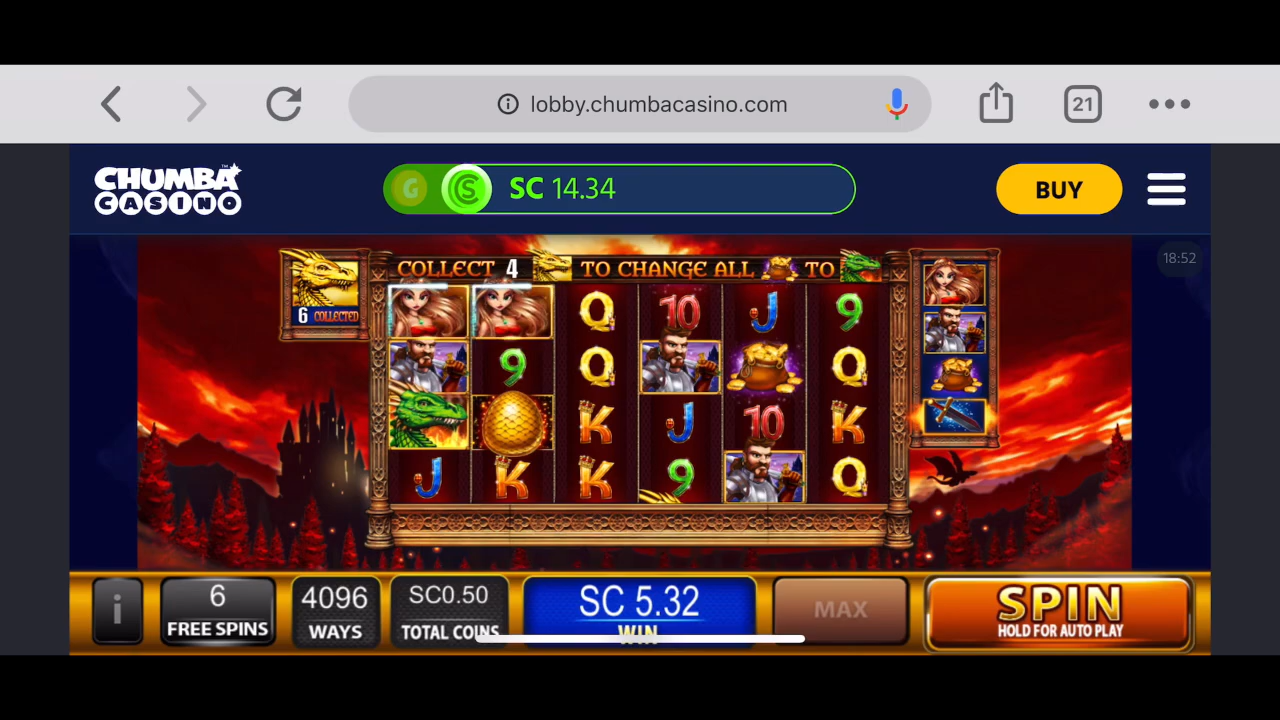 lobby.chumbacasino.com
21
CHUMBA™
CASINO
G
S
SC 14.34
BUY
18:52
COLLECT 4 TO CHANGE ALL TO
6 COLLECTED
Q 10 J 9
9 Q Q
K J 10 K
J K K 9 Q
i
6
FREE SPINS
4096
WAYS
SC0.50
TOTAL COINS
SC 5.32
WIN
MAX
SPIN
HOLD FOR AUTO PLAY